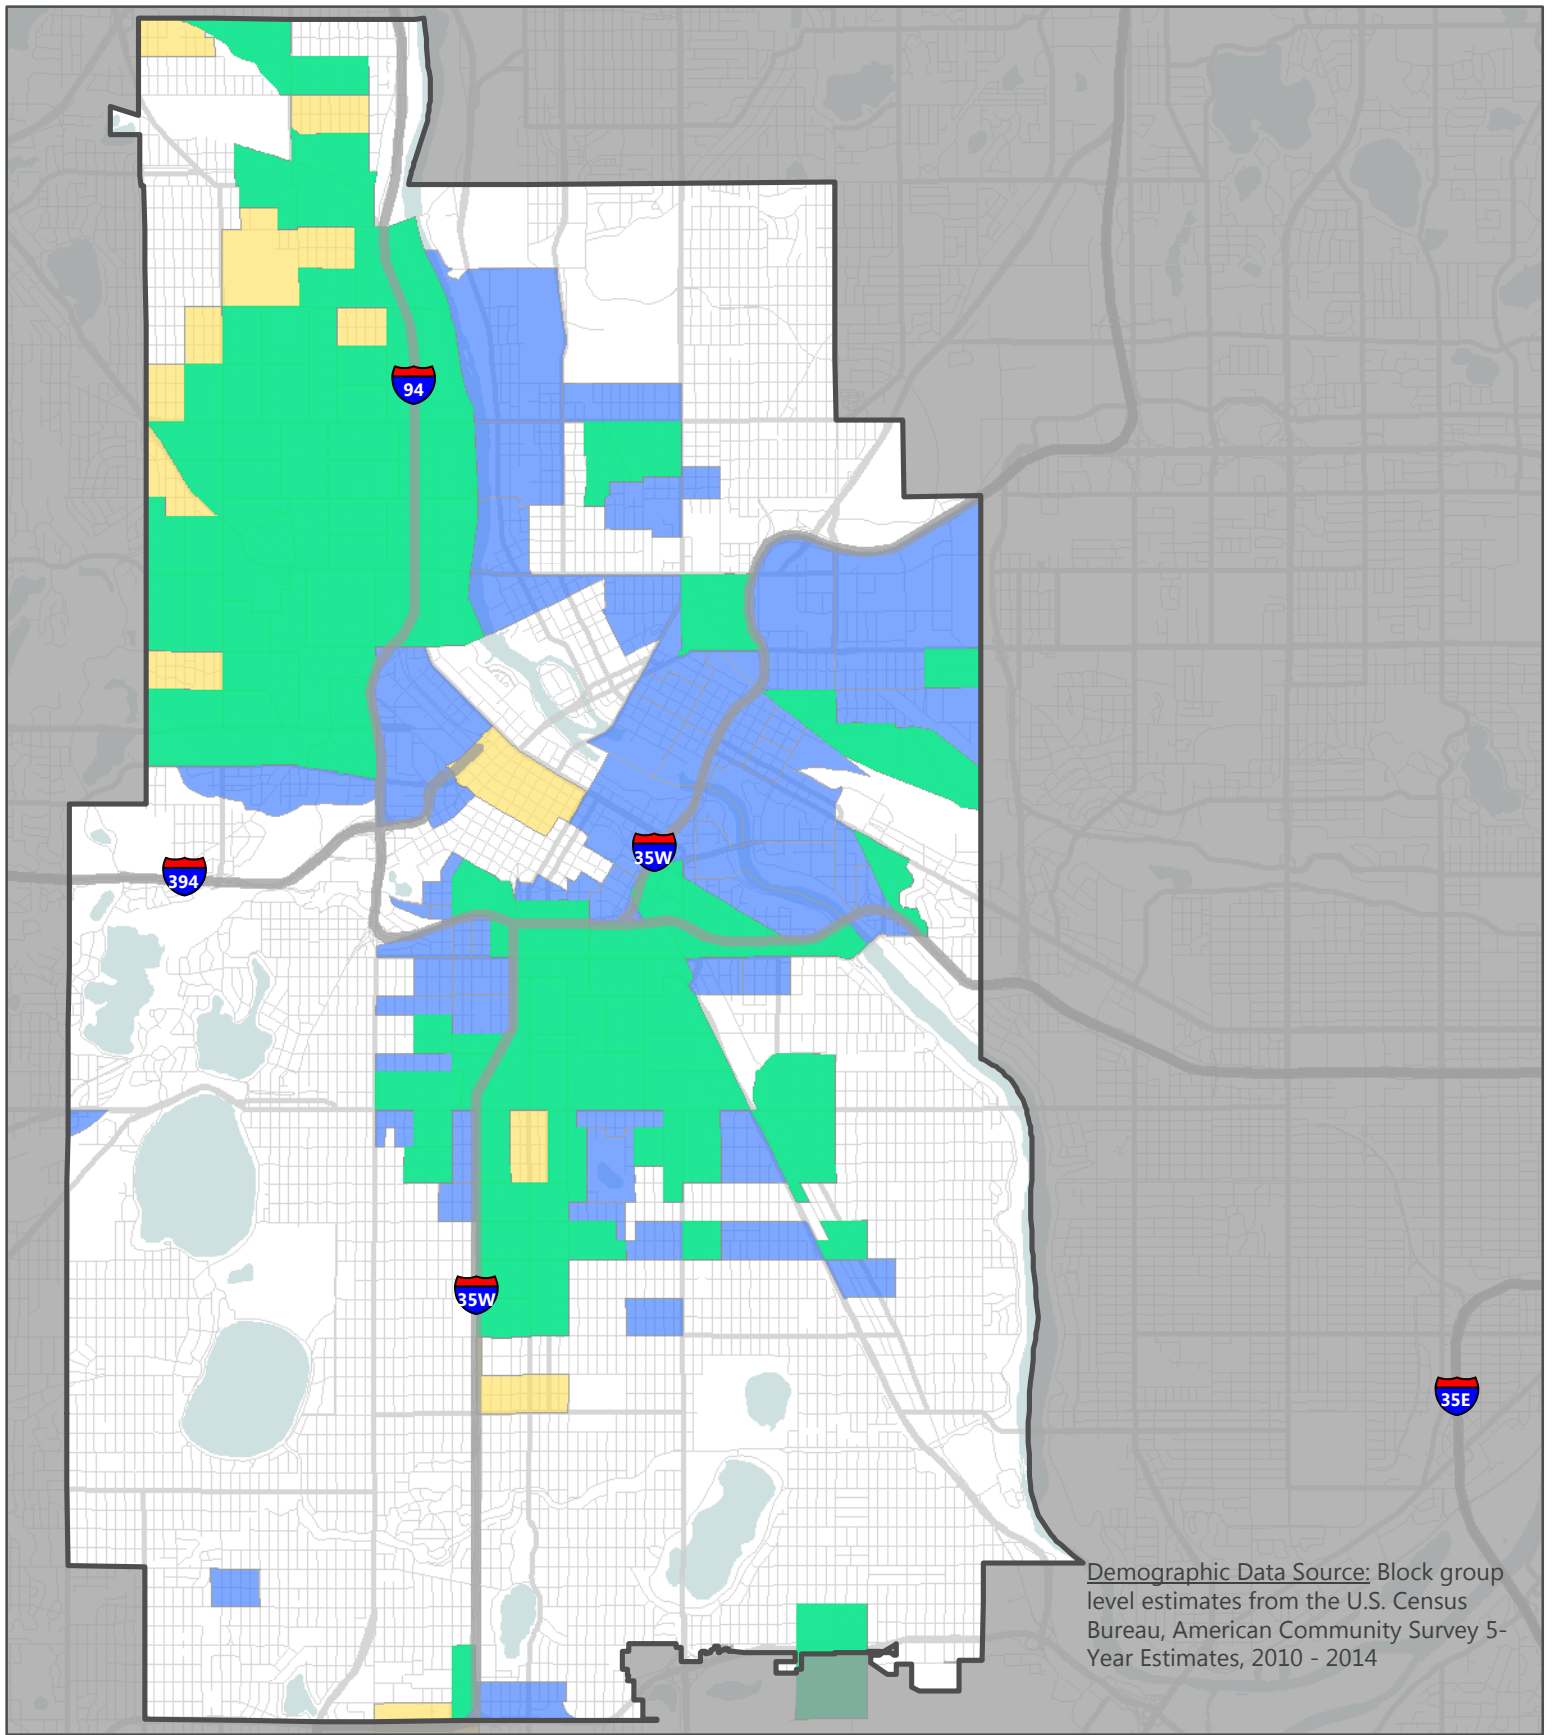 94
35W
394
35W
35E
Demographic Data Source: Block group
level estimates from the U.S. Census
Bureau, American Community Survey 5-
Year Estimates, 2010 - 2014